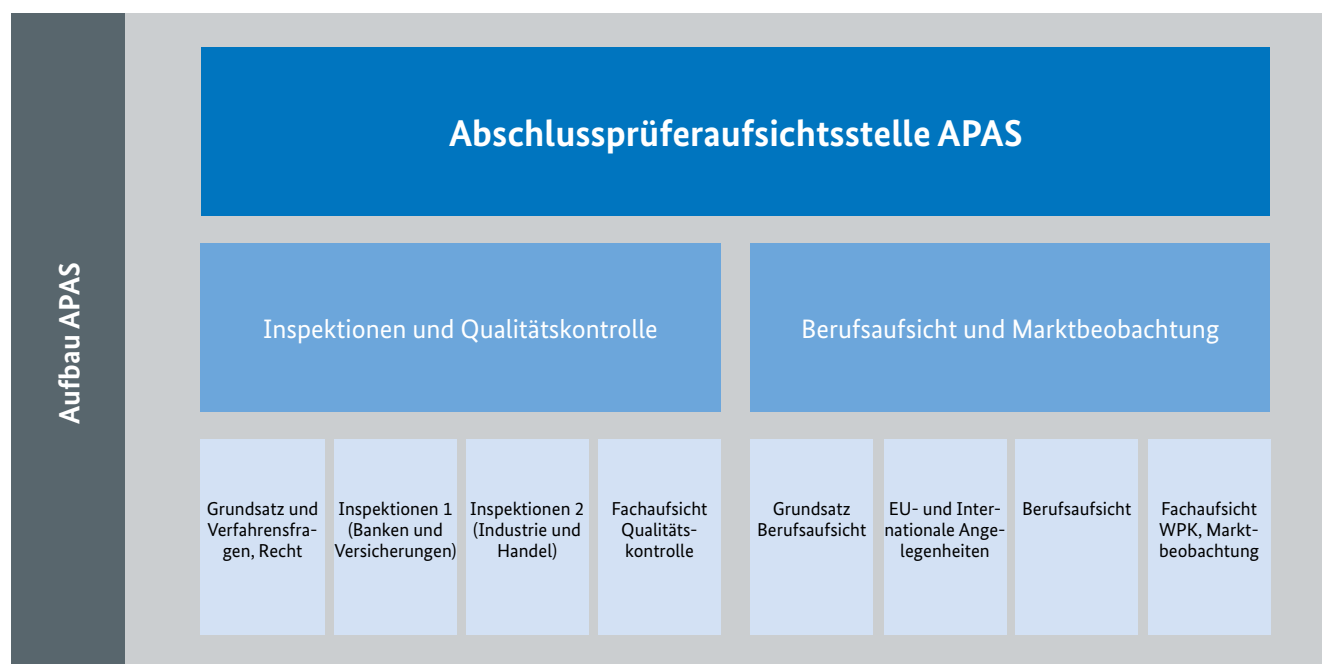 Aufbau APAS
Abschlussprüferaufsichtsstelle APAS
Inspektionen und Qualitätskontrolle
Berufsaufsicht und Marktbeobachtung
Grundsatz und
Verfahrensfra-
gen, Recht
Inspektionen 1
(Banken und
Versicherungen)
Inspektionen 2
(Industrie und
Handel)
Fachaufsicht
Qualitäts-
kontrolle
Grundsatz
Berufsaufsicht
EU- und Inter-
nationale Ange-
legenheiten
Berufsaufsicht
Fachaufsicht
WPK, Markt-
beobachtung